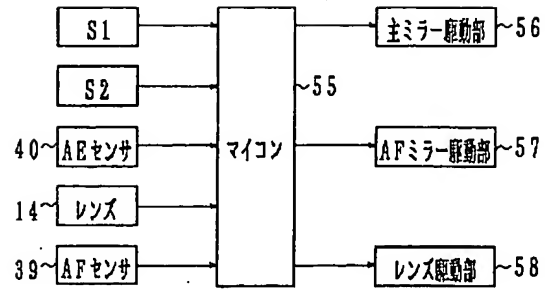 S1
S2
40 AEセンサ
14 レンズ
39 AFセンサ
マイコン
55
主ミラー駆動部 56
AFミラー駆動部 57
レンズ駆動部 58